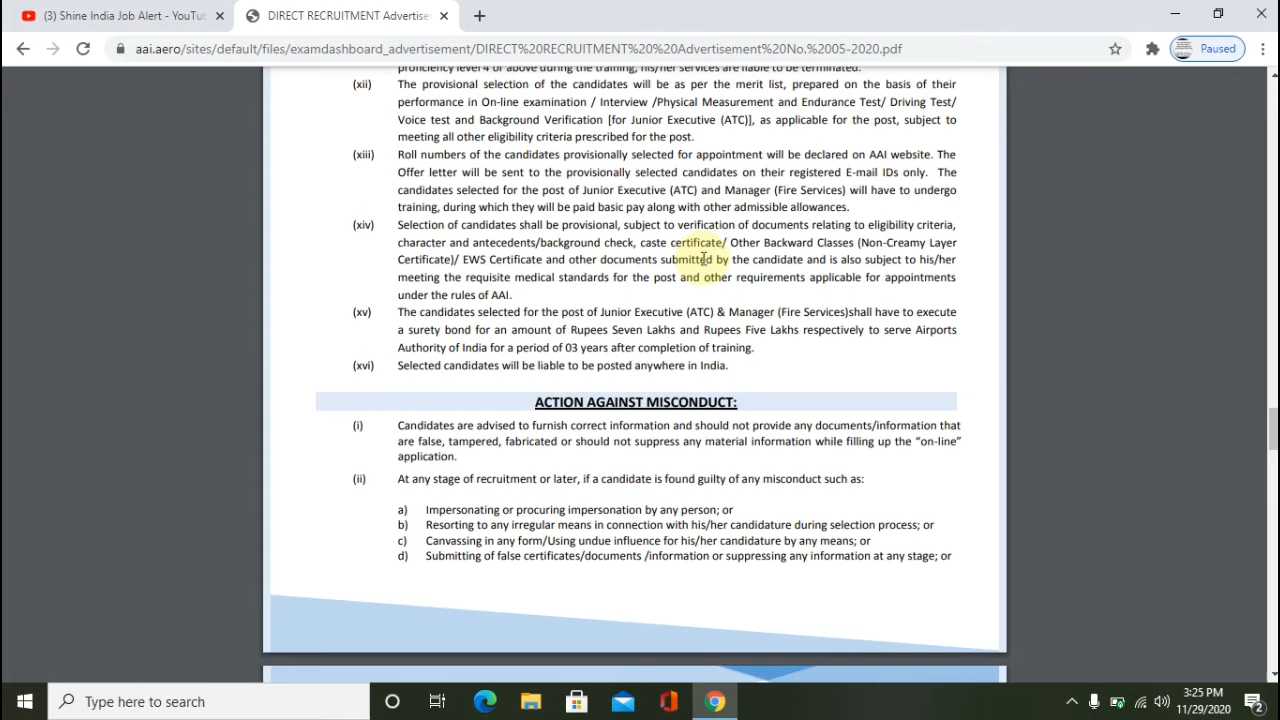 (3) Shine India Job Alert - YouTub
DIRECT RECRUITMENT Advertise
aai.aero/sites/default/files/examdashboard_advertisement/DIRECT%20RECRUITMENT%20%20Advertisement%20No.%2005-2020.pdf
Paused
proficiency level 4 or above during the training, his/her services are liable to be terminated.
(xii) The provisional selection of the candidates will be as per the merit list, prepared on the basis of their
performance in On-line examination / Interview /Physical Measurement and Endurance Test/ Driving Test/
Voice test and Background Verification [for Junior Executive (ATC)], as applicable for the post, subject to
meeting all other eligibility criteria prescribed for the post.
(xiii) Roll numbers of the candidates provisionally selected for appointment will be declared on AAI website. The
Offer letter will be sent to the provisionally selected candidates on their registered E-mail IDs only. The
candidates selected for the post of Junior Executive (ATC) and Manager (Fire Services) will have to undergo
training, during which they will be paid basic pay along with other admissible allowances.
(xiv) Selection of candidates shall be provisional, subject to verification of documents relating to eligibility criteria,
character and antecedents/background check, caste certificate/ Other Backward Classes (Non-Creamy Layer
Certificate)/ EWS Certificate and other documents submitted by the candidate and is also subject to his/her
meeting the requisite medical standards for the post and other requirements applicable for appointments
under the rules of AAI.
(xv) The candidates selected for the post of Junior Executive (ATC) & Manager (Fire Services)shall have to execute
a surety bond for an amount of Rupees Seven Lakhs and Rupees Five Lakhs respectively to serve Airports
Authority of India for a period of 03 years after completion of training.
(xvi) Selected candidates will be liable to be posted anywhere in India.
ACTION AGAINST MISCONDUCT:
(i) Candidates are advised to furnish correct information and should not provide any documents/information that
are false, tampered, fabricated or should not suppress any material information while filling up the “on-line”
application.
(ii) At any stage of recruitment or later, if a candidate is found guilty of any misconduct such as:
a) Impersonating or procuring impersonation by any person; or
b) Resorting to any irregular means in connection with his/her candidature during selection process; or
c) Canvassing in any form/Using undue influence for his/her candidature by any means; or
d) Submitting of false certificates/documents /information or suppressing any information at any stage; or
Type here to search
3:25 PM
11/29/2020
2